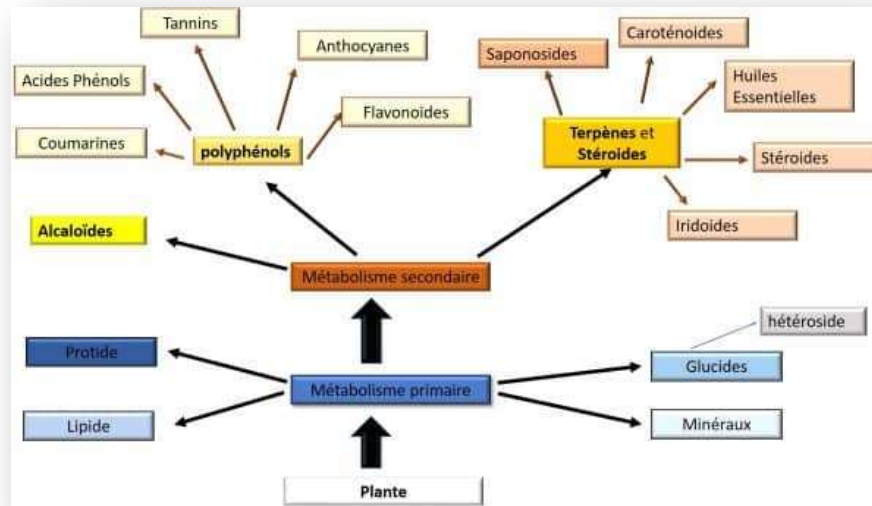 Tannins
Anthocyanes
Caroténoides
Saponosides
Acides Phénols
Huiles
Essentielles
Flavonoides
Coumarines
polyphénols
Terpènes et
Stéroides
Stéroides
Alcaloïdes
Iridoides
Métabolisme secondaire
hétéroside
Protide
Glucides
Métabolisme primaire
Lipide
Minéraux
Plante